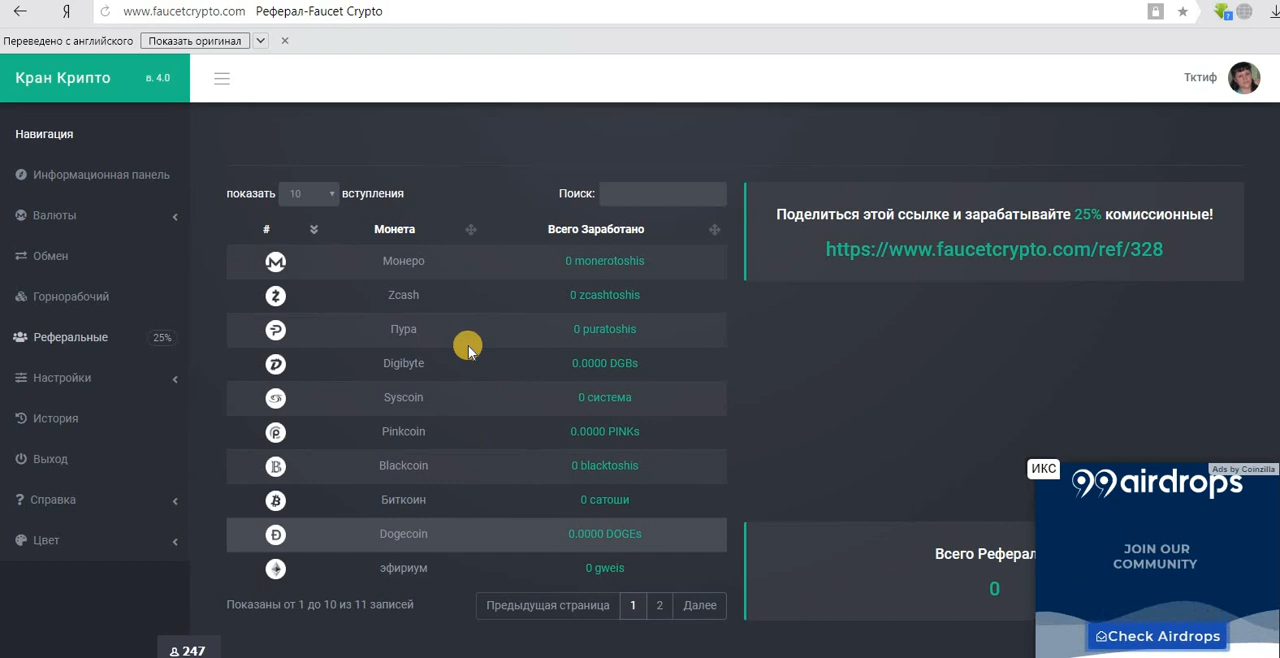 Я www.faucetcrypto.com Реферал-Faucet Crypto
Переведено с английского Показать оригинал
Кран Крипто в. 4.0
Тктиф
Навигация
Информационная панель
Валюты
Обмен
Горнорабочий
Реферальные 25%
Настройки
История
Выход
Справка
Цвет
показать 10 вступления Поиск:
# Монета Всего Заработано
Монеро 0 monerotoshis
Zcash 0 zcashtoshis
Пура 0 puratoshis
Digibyte 0.0000 DGBs
Syscoin 0 система
Pinkcoin 0.0000 PINKs
Blackcoin 0 blacktoshis
Биткоин 0 сатоши
Dogecoin 0.0000 DOGEs
эфириум 0 gweis
Показаны от 1 до 10 из 11 записей Предыдущая страница 1 2 Далее
Поделиться этой ссылке и зарабатывайте 25% комиссионные!
https://www.faucetcrypto.com/ref/328
Всего Реферал
0
ИКС
Ads by Coinzilla
99airdrops
JOIN OUR
COMMUNITY
Check Airdrops
247